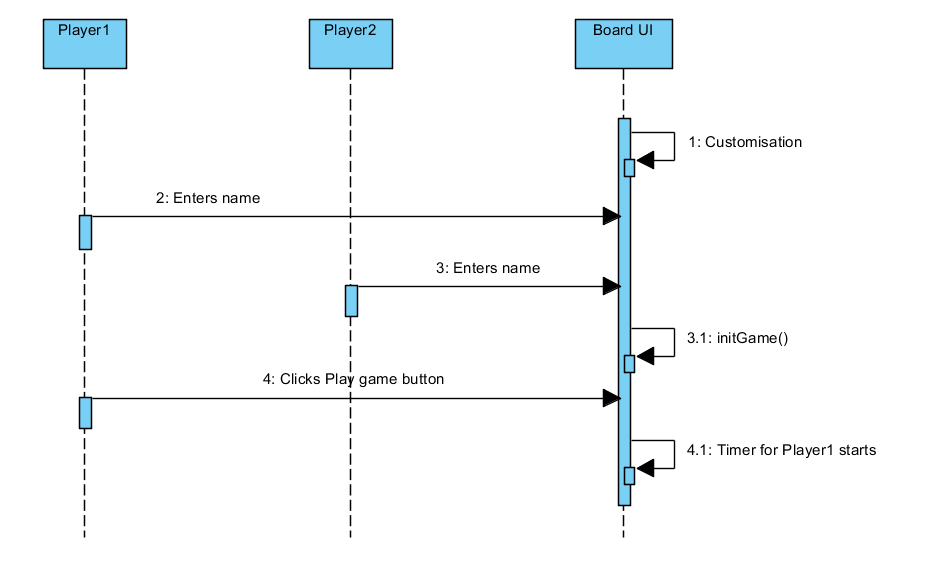 Player1
Player2
Board UI
1: Customisation
2: Enters name
3: Enters name
3.1: initGame()
4: Clicks Play game button
4.1: Timer for Player1 starts